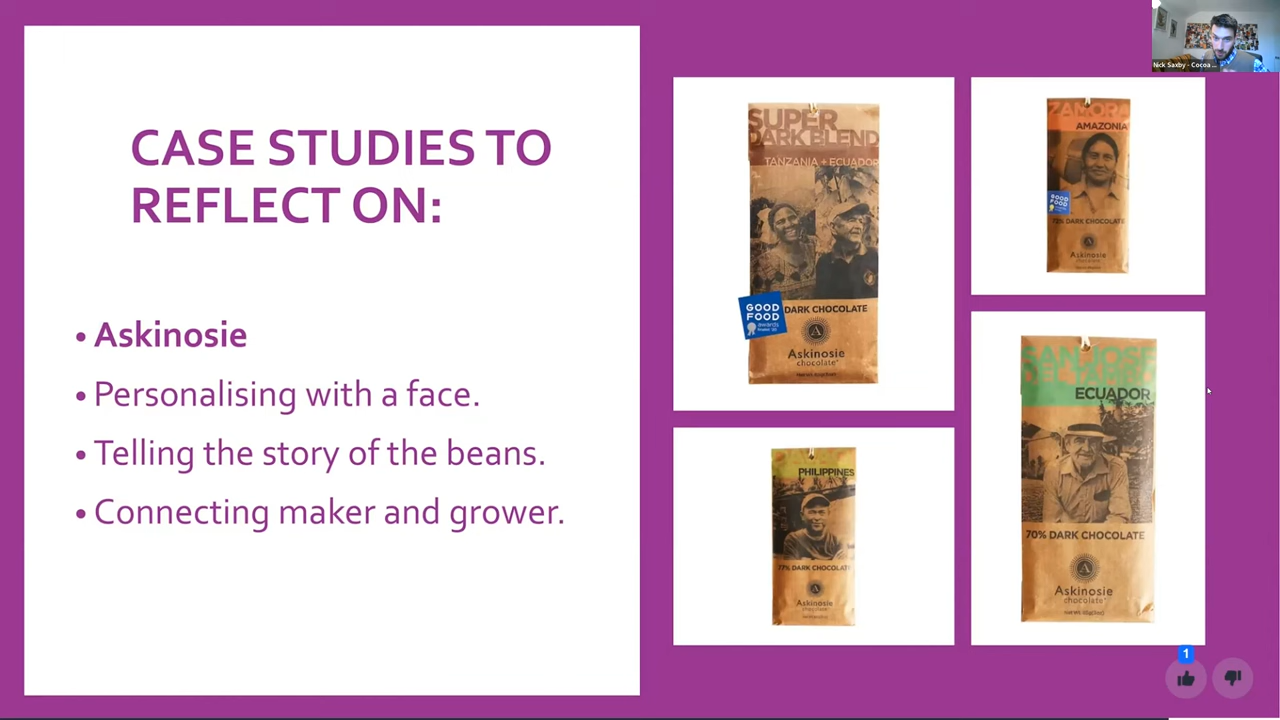 CASE STUDIES TO
REFLECT ON:
• Askinosie
• Personalising with a face.
• Telling the story of the beans.
• Connecting maker and grower.
SUPER
DARK BLEND
TANZANIA + ECUADOR
GOOD
FOOD
awards
DARK CHOCOLATE
A
Askinosie
chocolate
ZAMORA
AMAZONIA
GOOD
FOOD
72% DARK CHOCOLATE
Askinosie
chocolate
PHILIPPINES
77% DARK CHOCOLATE
A
Askinosie
chocolate
SAN JOSE
DEL TAMBO
ECUADOR
70% DARK CHOCOLATE
A
Askinosie
chocolate
Nick Saxby - Cocoa ...
1